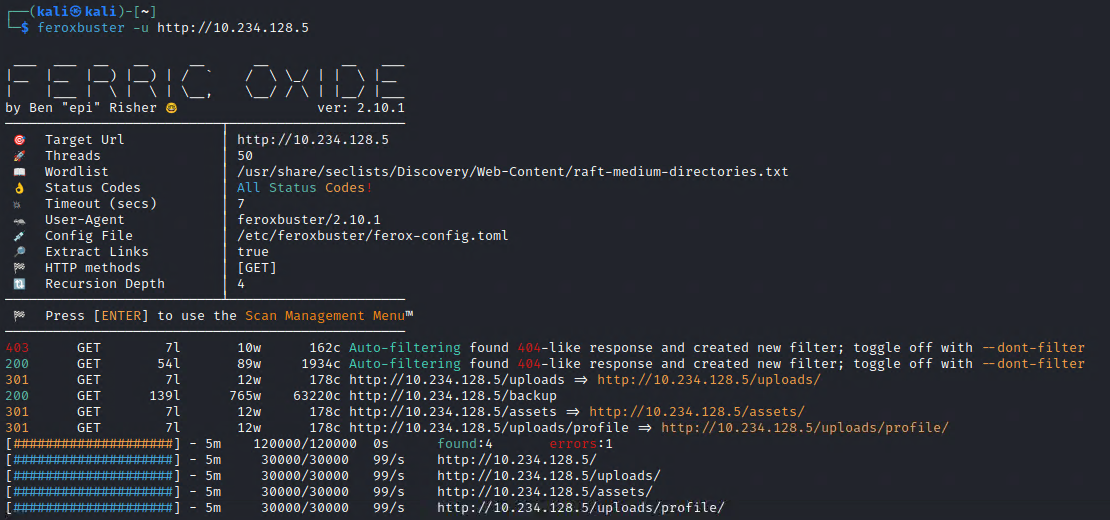 ┌──(kali㉿kali)-[~]
└─$ feroxbuster -u http://10.234.128.5
FERRIC OXIDE
by Ben "epi" Risher 🤓 ver: 2.10.1
🎯 Target Url │ http://10.234.128.5
🚀 Threads │ 50
📖 Wordlist │ /usr/share/seclists/Discovery/Web-Content/raft-medium-directories.txt
👌 Status Codes │ All Status Codes!
💥 Timeout (secs) │ 7
🦡 User-Agent │ feroxbuster/2.10.1
💉 Config File │ /etc/feroxbuster/ferox-config.toml
🔎 Extract Links │ true
🏁 HTTP methods │ [GET]
🔃 Recursion Depth │ 4
🏁 Press [ENTER] to use the Scan Management Menu™
403 GET 7l 10w 162c Auto-filtering found 404-like response and created new filter; toggle off with --dont-filter
200 GET 54l 89w 1934c Auto-filtering found 404-like response and created new filter; toggle off with --dont-filter
301 GET 7l 12w 178c http://10.234.128.5/uploads => http://10.234.128.5/uploads/
200 GET 139l 765w 63220c http://10.234.128.5/backup
301 GET 7l 12w 178c http://10.234.128.5/assets => http://10.234.128.5/assets/
301 GET 7l 12w 178c http://10.234.128.5/uploads/profile => http://10.234.128.5/uploads/profile/
[####################] - 5m 120000/120000 0s found:4 errors:1
[####################] - 5m 30000/30000 99/s http://10.234.128.5/
[####################] - 5m 30000/30000 99/s http://10.234.128.5/uploads/
[####################] - 5m 30000/30000 99/s http://10.234.128.5/assets/
[####################] - 5m 30000/30000 99/s http://10.234.128.5/uploads/profile/